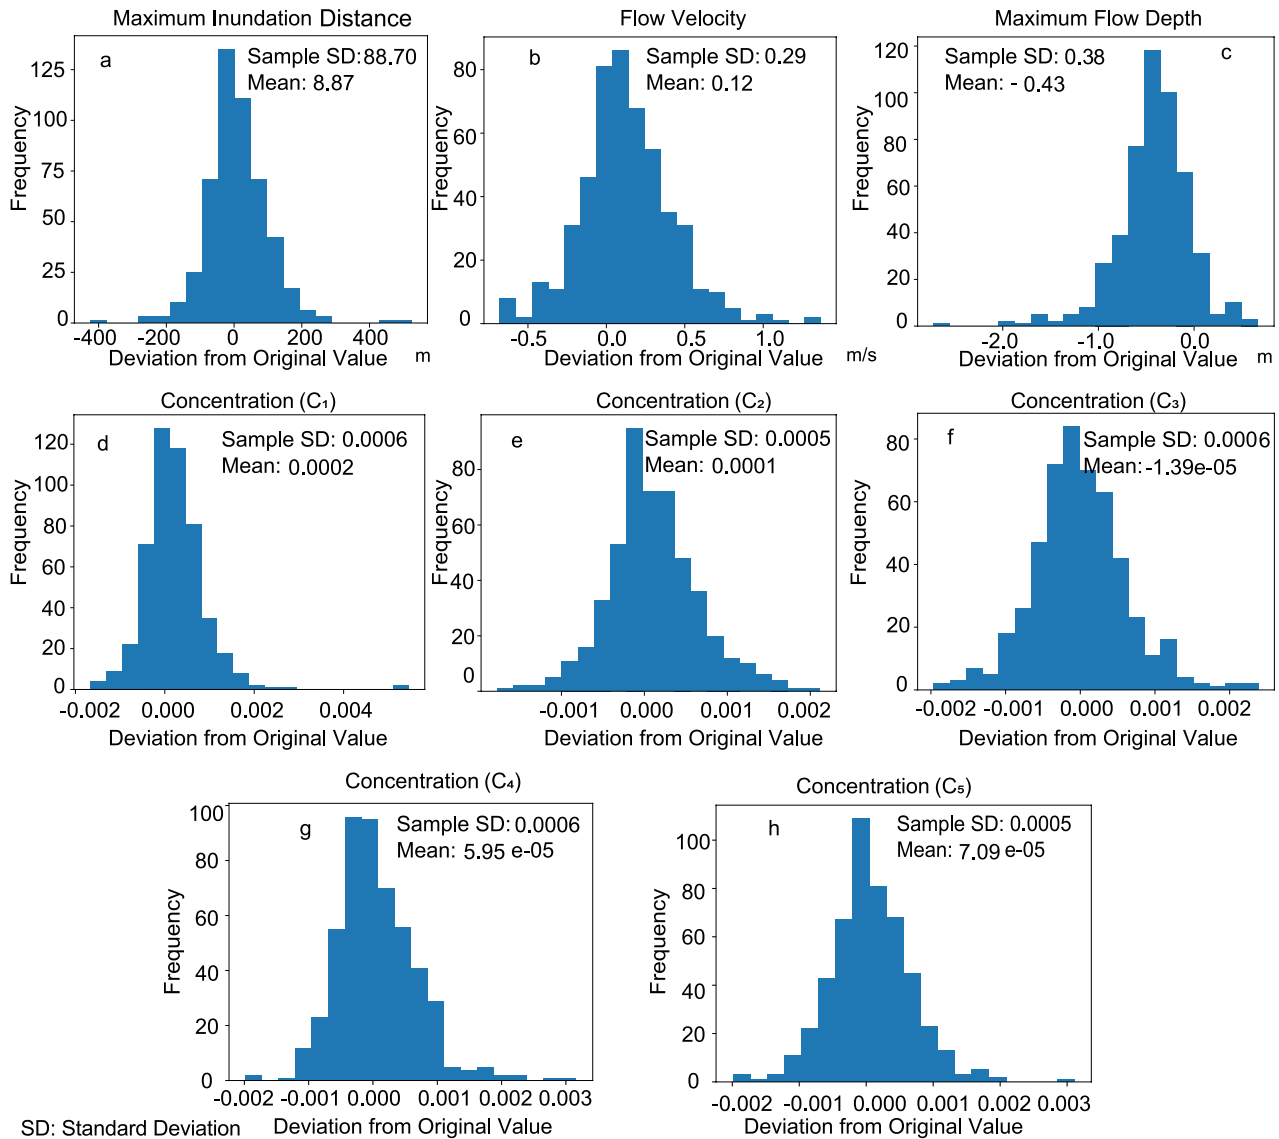 Maximum Inundation Distance
a
Sample SD:88.70
Mean: 8.87
Frequency
125
100
75
50
25
0
-400 -200 0 200 400
Deviation from Original Value m
Flow Velocity
b
Sample SD: 0.29
Mean: 0.12
Frequency
80
60
40
20
0
-0.5 0.0 0.5 1.0
Deviation from Original Value m/s
Maximum Flow Depth
Sample SD: 0.38
Mean: - 0.43
c
Frequency
120
100
80
60
40
20
0
-2.0 -1.0 0.0
Deviation from Original Value m
Concentration (C₁)
d
Sample SD: 0.0006
Mean: 0.0002
Frequency
120
100
80
60
40
20
0
-0.002 0.000 0.002 0.004
Deviation from Original Value
Concentration (C₂)
e
Sample SD: 0.0005
Mean: 0.0001
Frequency
80
60
40
20
0
-0.001 0.000 0.001 0.002
Deviation from Original Value
Concentration (C₃)
f
Sample SD: 0.0006
Mean: -1.39e-05
Frequency
80
60
40
20
0
-0.002 -0.001 0.000 0.001 0.002
Deviation from Original Value
Concentration (C₄)
g
Sample SD: 0.0006
Mean: 5.95 e-05
Frequency
100
80
60
40
20
0
-0.002 -0.001 0.000 0.001 0.002 0.003
Deviation from Original Value
Concentration (C₅)
h
Sample SD: 0.0005
Mean: 7.09 e-05
Frequency
100
80
60
40
20
0
-0.002 -0.001 0.000 0.001 0.002 0.003
Deviation from Original Value
SD: Standard Deviation